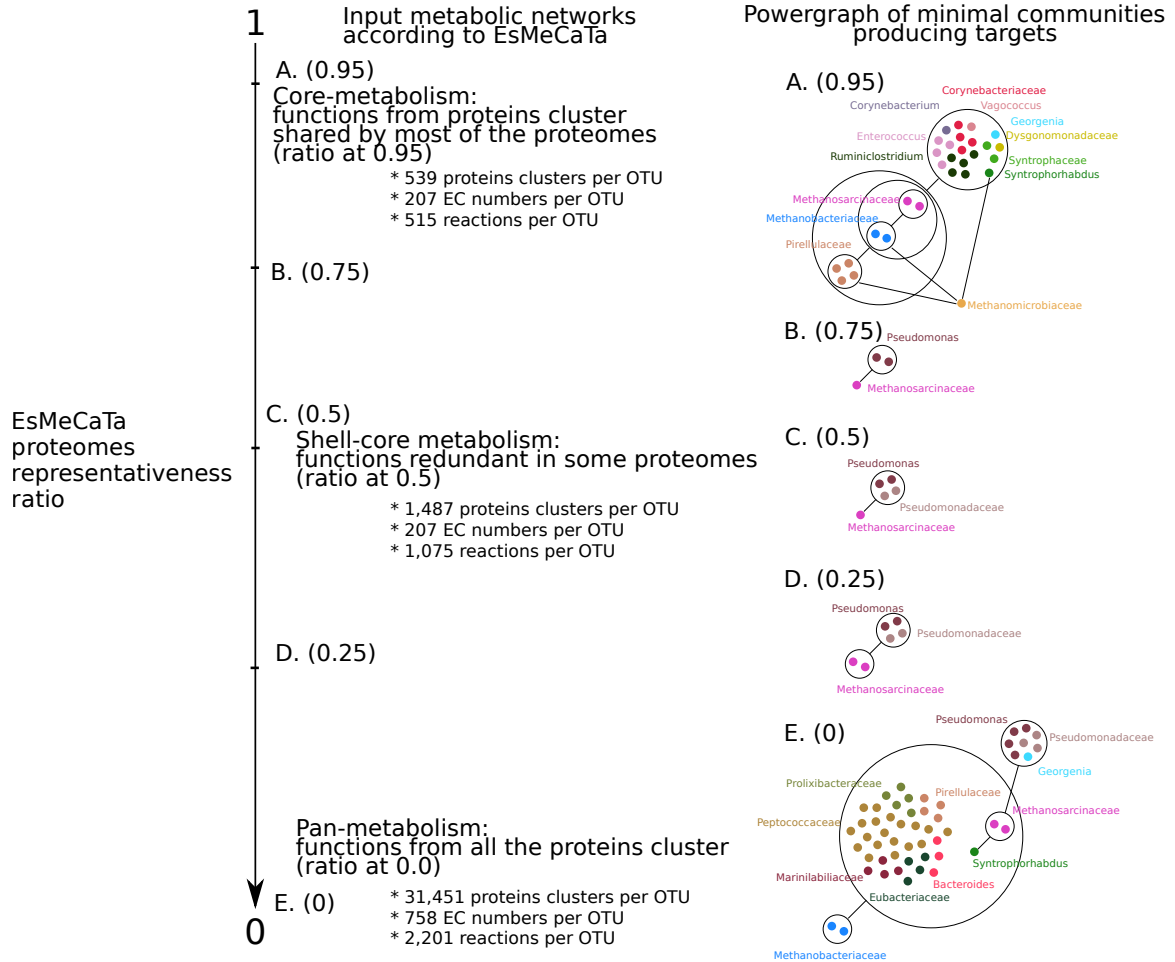 1
Input metabolic networks
according to EsMeCaTa
Powergraph of minimal communities
producing targets
A. (0.95)
Core-metabolism:
functions from proteins cluster
shared by most of the proteomes
(ratio at 0.95)
* 539 proteins clusters per OTU
* 207 EC numbers per OTU
* 515 reactions per OTU
B. (0.75)
EsMeCaTa
proteomes
representativeness
ratio
C. (0.5)
Shell-core metabolism:
functions redundant in some proteomes
(ratio at 0.5)
* 1,487 proteins clusters per OTU
* 207 EC numbers per OTU
* 1,075 reactions per OTU
D. (0.25)
Pan-metabolism:
functions from all the proteins cluster
(ratio at 0.0)
E. (0)
* 31,451 proteins clusters per OTU
* 758 EC numbers per OTU
* 2,201 reactions per OTU
0
A. (0.95)
Corynebacteriaceae
Corynebacterium
Vagococcus
Georgenia
Enterococcus
Dysgonomonadaceae
Ruminiclostridium
Syntrophaceae
Syntrophorhabdus
Methanosarcinaceae
Methanobacteriaceae
Pirellulaceae
Methanomicrobiaceae
B. (0.75)
Pseudomonas
Methanosarcinaceae
C. (0.5)
Pseudomonas
Pseudomonadaceae
Methanosarcinaceae
D. (0.25)
Pseudomonas
Pseudomonadaceae
Methanosarcinaceae
E. (0)
Pseudomonas
Pseudomonadaceae
Georgenia
Prolixibacteraceae
Pirellulaceae
Methanosarcinaceae
Peptococcaceae
Syntrophorhabdus
Marinilabiliaceae
Bacteroides
Eubacteriaceae
Methanobacteriaceae